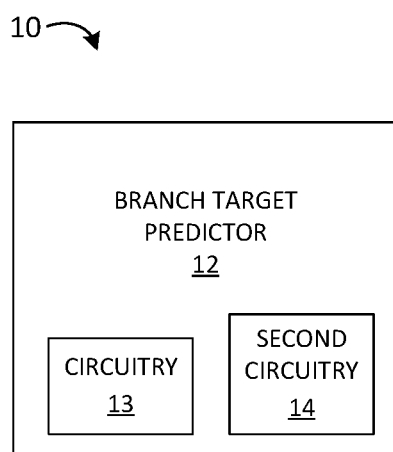 10
BRANCH TARGET
PREDICTOR
12
CIRCUITRY
13
SECOND
CIRCUITRY
14